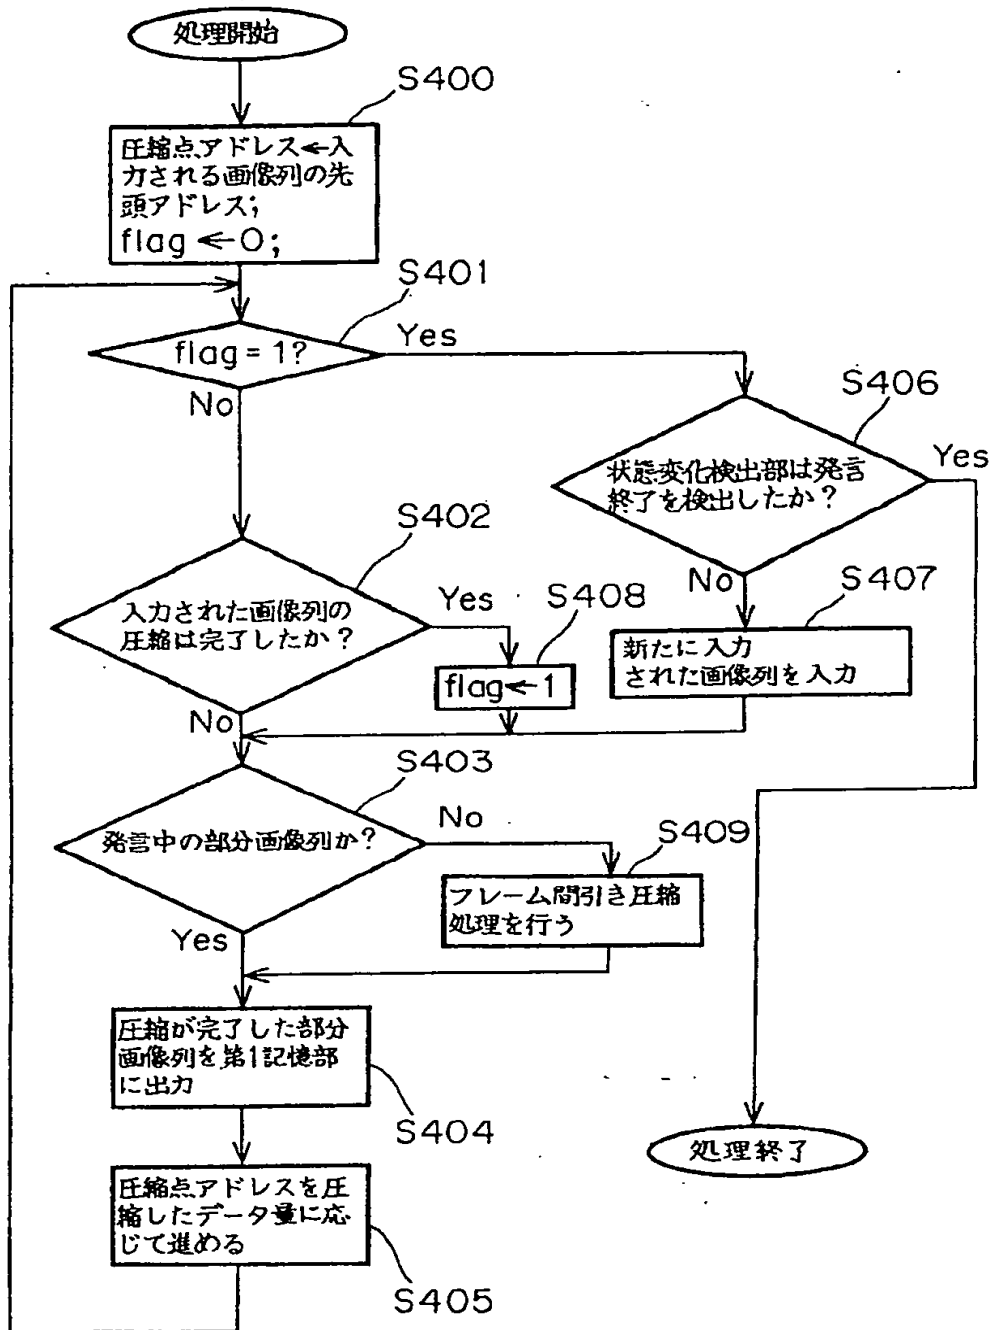 処理開始
S400
圧縮点アドレス←入
力される画像列の先
頭アドレス;
flag ←0;
S401
flag = 1?
Yes
No
S406
状態変化検出部は発言
終了を検出したか?
Yes
No
S402
入力された画像列の
圧縮は完了したか?
Yes
No
S408
flag←1
S407
新たに入力
された画像列を入力
S403
発言中の部分画像列か?
No
Yes
S409
フレーム間引き圧縮
処理を行う
圧縮が完了した部分
画像列を第1記憶部
に出力
S404
処理終了
圧縮点アドレスを圧
縮したデータ量に応
じて進める
S405